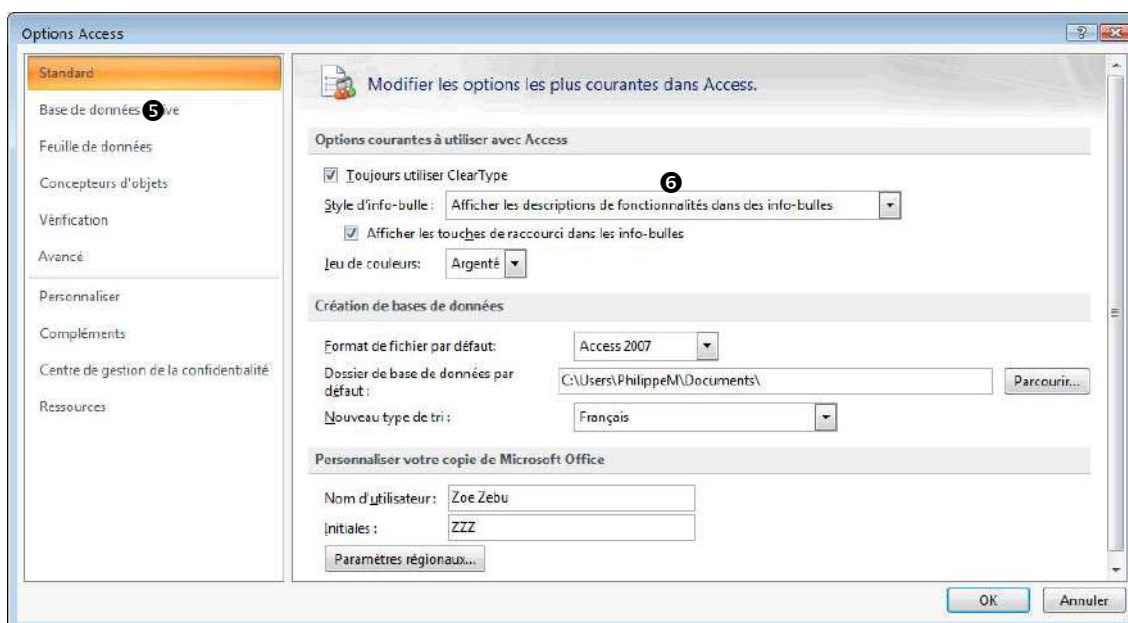 Options Access
Standard
Base de données ❺ive
Feuille de données
Concepteurs d'objets
Vérification
Avancé
Personnaliser
Compléments
Centre de gestion de la confidentialité
Ressources
Modifier les options les plus courantes dans Access.
Options courantes à utiliser avec Access
Toujours utiliser ClearType
❻
Style d'info-bulle : Afficher les descriptions de fonctionnalités dans des info-bulles
Afficher les touches de raccourci dans les info-bulles
Jeu de couleurs: Argenté
Création de bases de données
Format de fichier par défaut: Access 2007
Dossier de base de données par
défaut : C:\Users\PhilippeM\Documents\ Parcourir...
Nouveau type de tri : Français
Personnaliser votre copie de Microsoft Office
Nom d'utilisateur : Zoe Zebu
Initiales : ZZZ
Paramètres régionaux...
OK Annuler